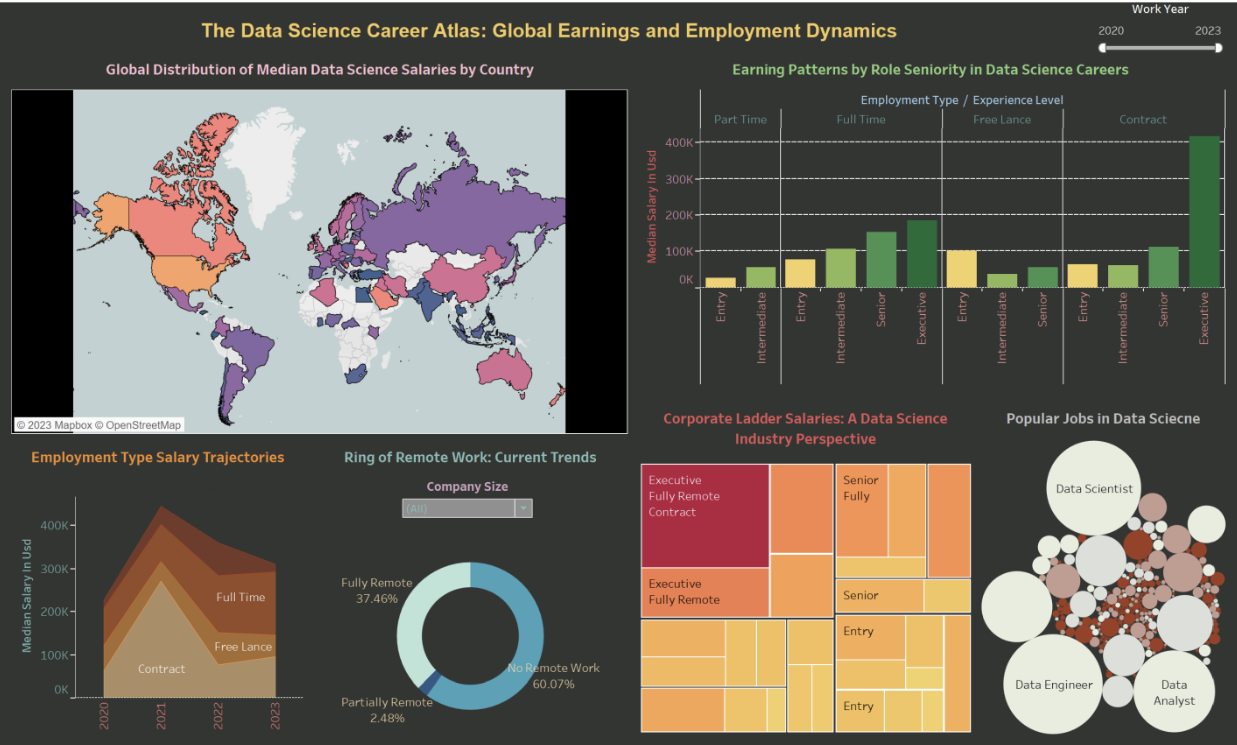 Work Year
The Data Science Career Atlas: Global Earnings and Employment Dynamics
2020 2023
Global Distribution of Median Data Science Salaries by Country
© 2023 Mapbox © OpenStreetMap
Earning Patterns by Role Seniority in Data Science Careers
Employment Type / Experience Level
Part Time Full Time Free Lance Contract
Median Salary In Usd
400K
300K
200K
100K
0K
Entry
Intermediate
Entry
Intermediate
Senior
Executive
Entry
Intermediate
Senior
Entry
Intermediate
Senior
Executive
Employment Type Salary Trajectories
Median Salary In Usd
400K
300K
200K
100K
0K
Full Time
Free Lance
Contract
2020
2021
2022
2023
Ring of Remote Work: Current Trends
Company Size
(All)
Fully Remote
37.46%
No Remote Work
60.07%
Partially Remote
2.48%
Corporate Ladder Salaries: A Data Science
Industry Perspective
Executive
Fully Remote
Contract
Executive
Fully Remote
Senior
Fully
Senior
Entry
Entry
Popular Jobs in Data Sciecne
Data Scientist
Data Engineer
Data
Analyst